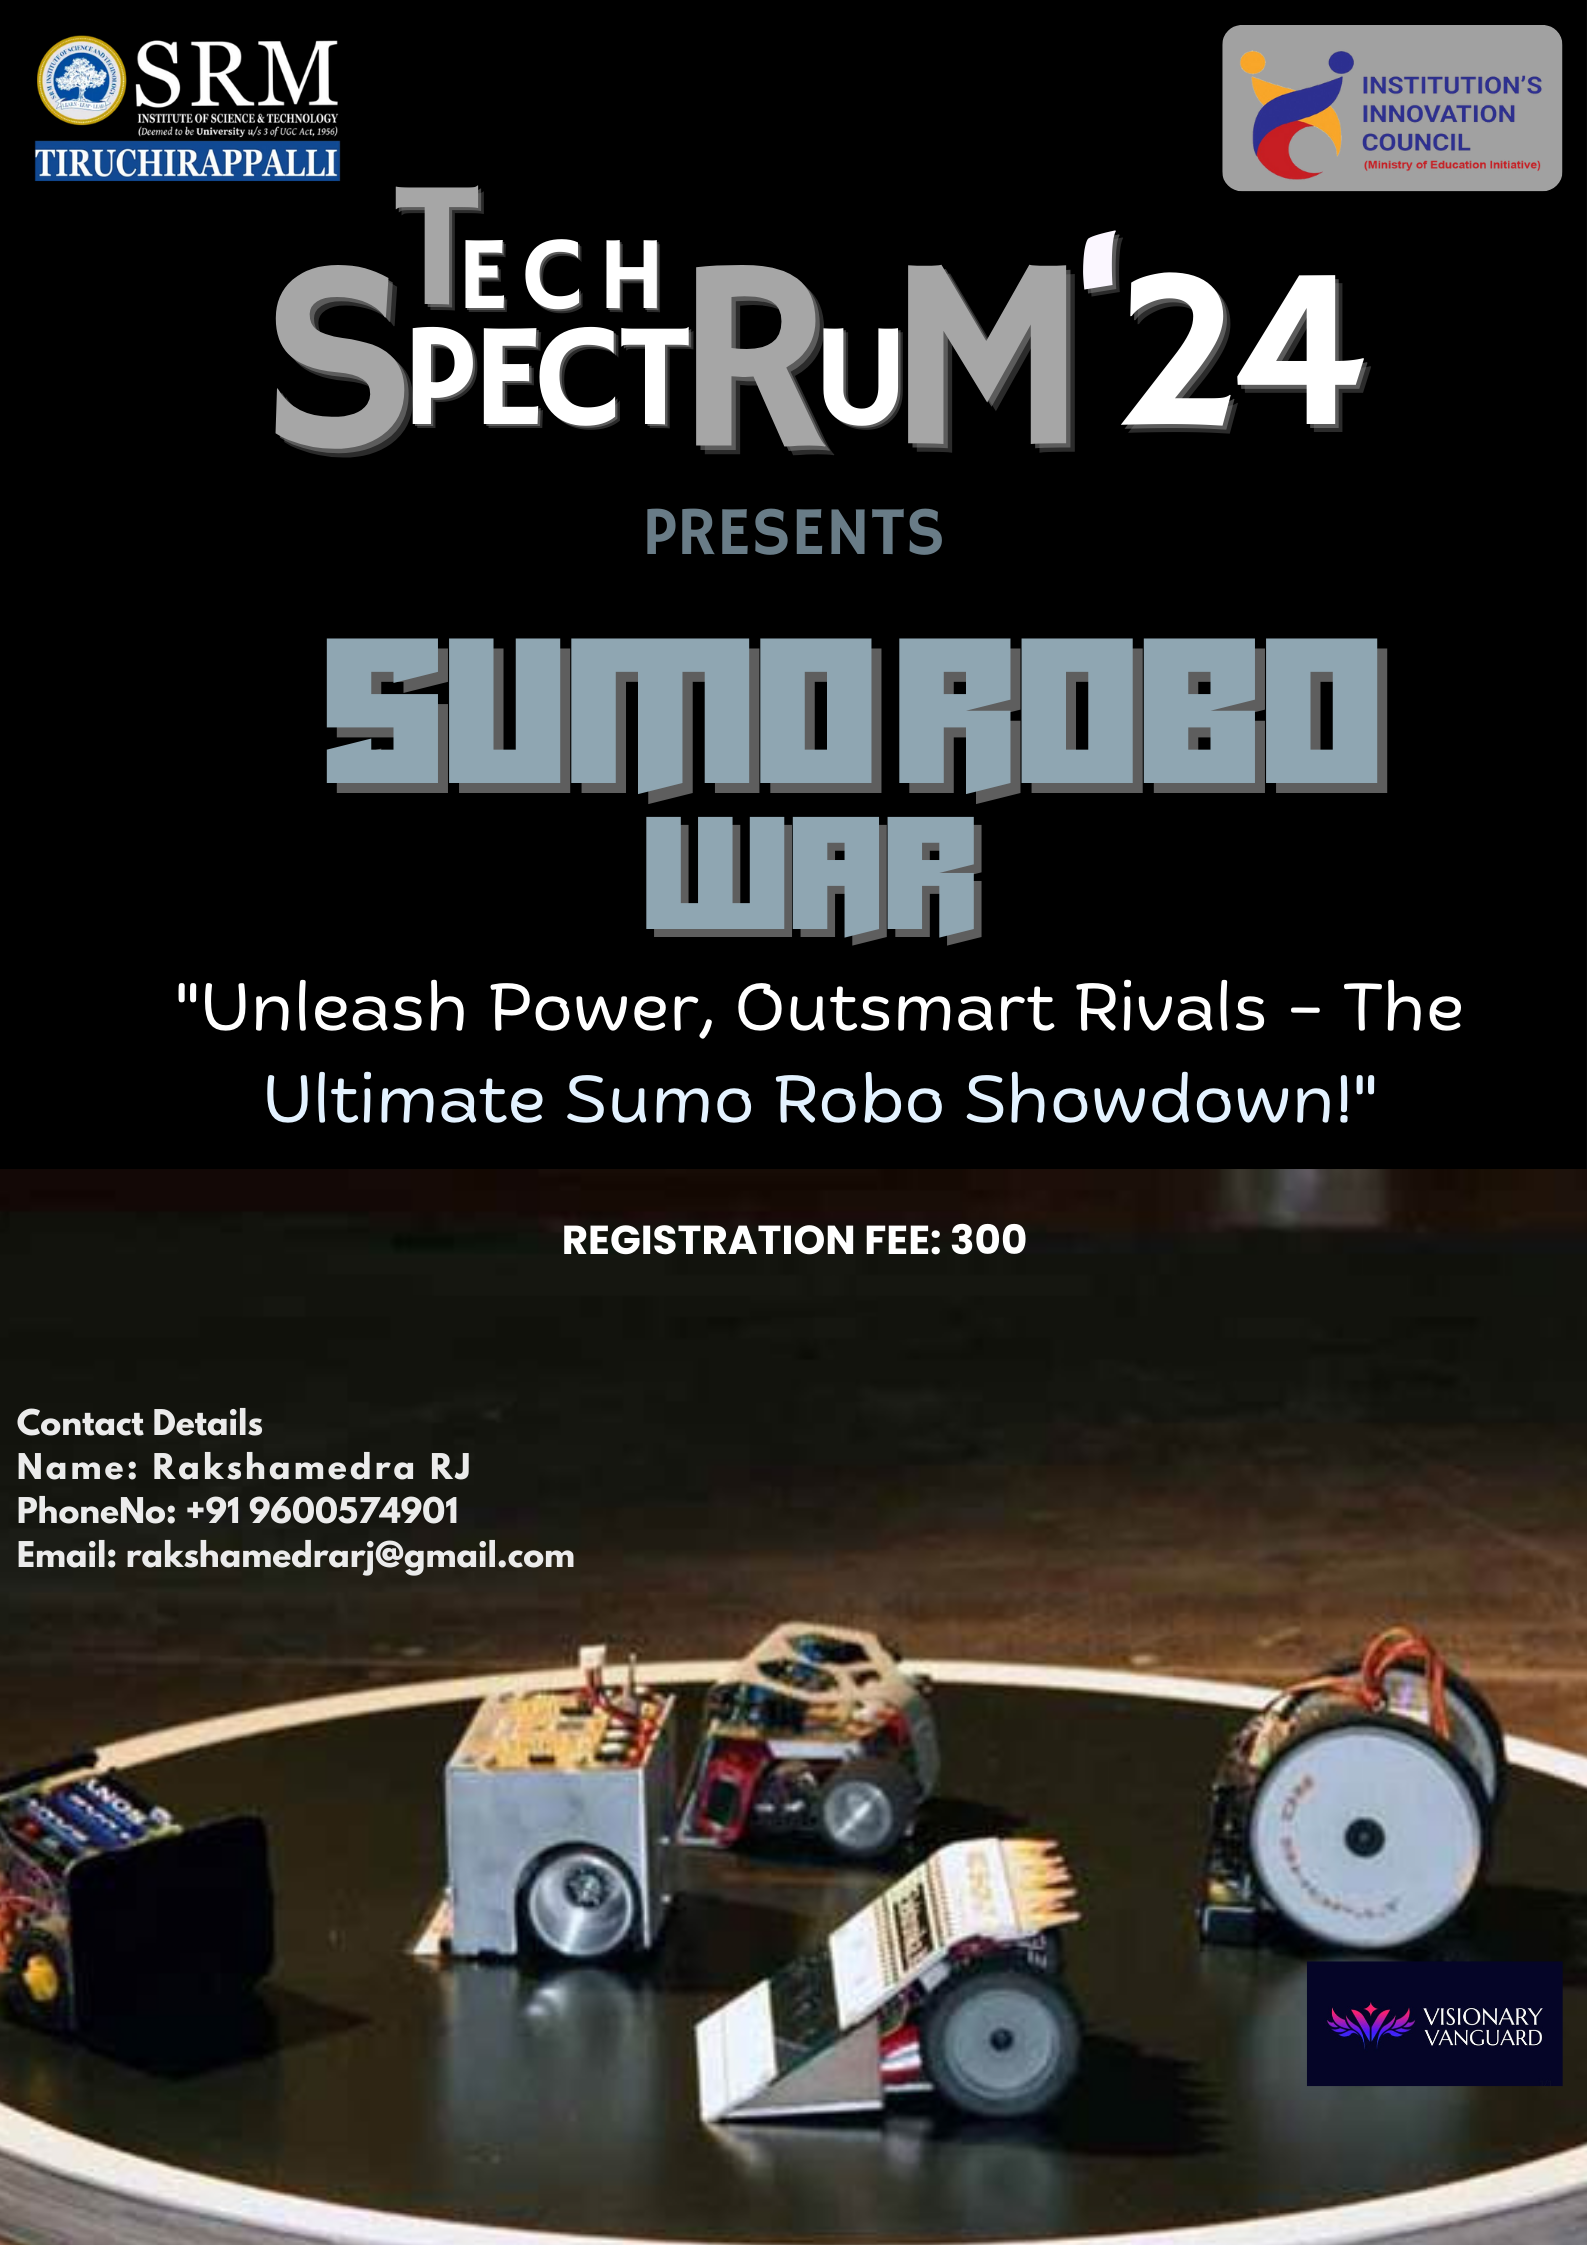 SRM
INSTITUTE OF SCIENCE & TECHNOLOGY
(Deemed to be University u/s 3 of UGC Act, 1956)
TIRUCHIRAPPALLI
INSTITUTION'S
INNOVATION
COUNCIL
(Ministry of Education Initiative)
TECH
SPECTRUM '24
PRESENTS
SUMO ROBO
WAR
"Unleash Power, Outsmart Rivals - The
Ultimate Sumo Robo Showdown!"
REGISTRATION FEE: 300
Contact Details
Name: Rakshamedra RJ
PhoneNo: +91 9600574901
Email: rakshamedrarj@gmail.com
VISIONARY
VANGUARD